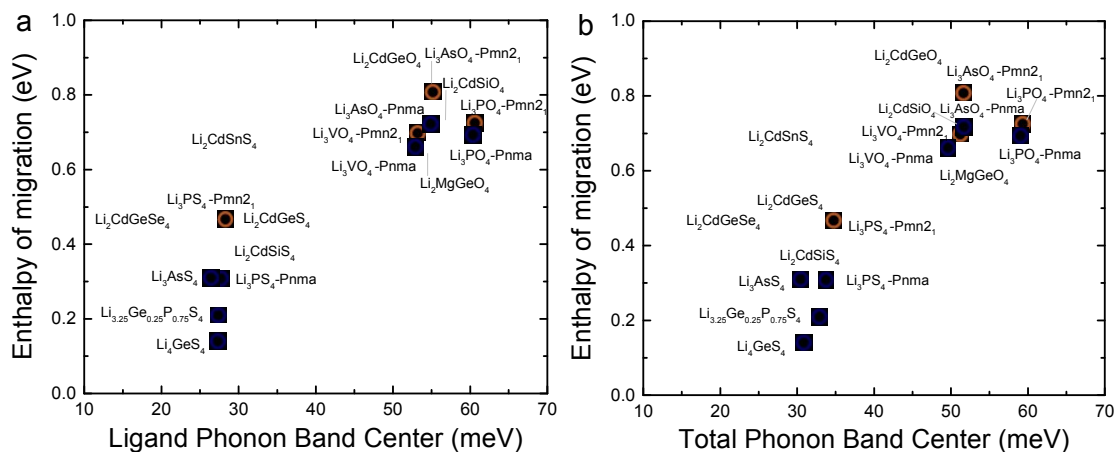 a
Enthalpy of migration (eV)
1.0
0.8
0.6
0.4
0.2
0.0
Li₃AsO₄-Pmn2₁
Li₂CdGeO₄
Li₂CdSiO₄
Li₃AsO₄-Pnma
Li₃PO₄-Pmn2₁
Li₃VO₄-Pmn2₁
Li₂CdSnS₄
Li₃VO₄-Pnma
Li₃PO₄-Pnma
Li₂MgGeO₄
Li₃PS₄-Pmn2₁
Li₂CdGeSe₄
Li₂CdGeS₄
Li₂CdSiS₄
Li₃AsS₄
Li₃PS₄-Pnma
Li₃.₂₅Ge₀.₂₅P₀.₇₅S₄
Li₄GeS₄
10 20 30 40 50 60 70
Ligand Phonon Band Center (meV)
b
Enthalpy of migration (eV)
1.0
0.8
0.6
0.4
0.2
0.0
Li₂CdGeO₄
Li₃AsO₄-Pmn2₁
Li₃PO₄-Pmn2₁
Li₂CdSiO₄
Li₃AsO₄-Pnma
Li₂CdSnS₄
Li₃VO₄-Pmn2₁
Li₃VO₄-Pnma
Li₃PO₄-Pnma
Li₂MgGeO₄
Li₂CdGeS₄
Li₂CdGeSe₄
Li₃PS₄-Pmn2₁
Li₂CdSiS₄
Li₃AsS₄
Li₃PS₄-Pnma
Li₃.₂₅Ge₀.₂₅P₀.₇₅S₄
Li₄GeS₄
10 20 30 40 50 60 70
Total Phonon Band Center (meV)